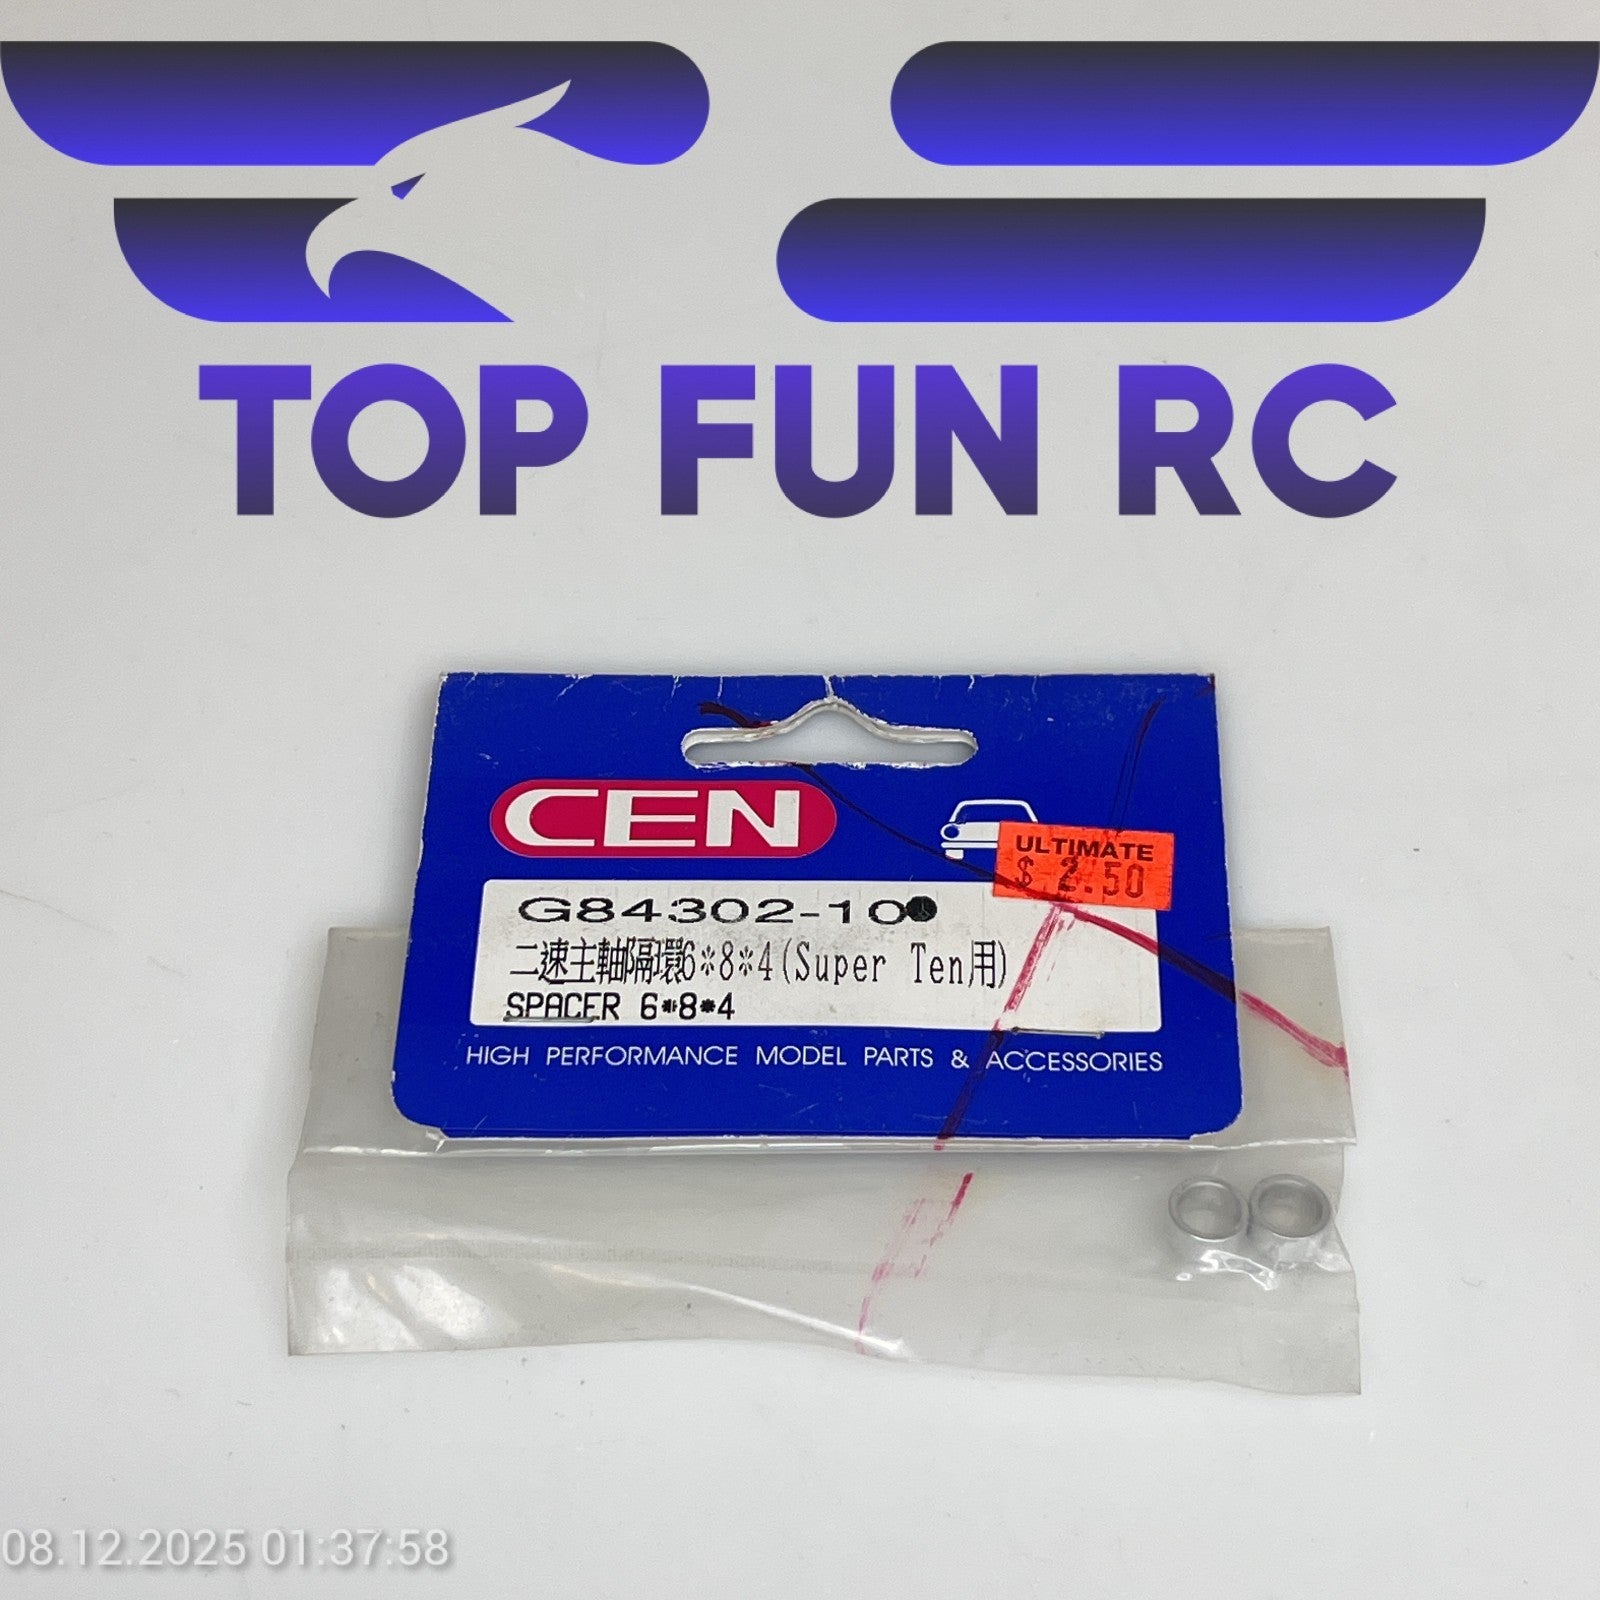 TOP FUN RC
CEN
ULTIMATE
$ 2.50
G84302-10
二速主軸隔環6*8*4(Super Ten用)
SPACER 6*8*4
HIGH PERFORMANCE MODEL PARTS & ACCESSORIES
08.12.2025 01:37:58